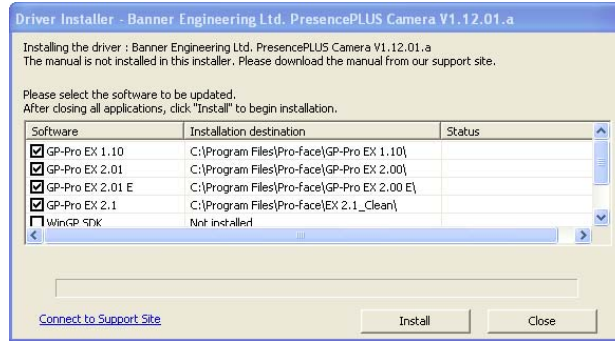 Driver Installer - Banner Engineering Ltd. PresencePLUS Camera V1.12.01.a
Installing the driver : Banner Engineering Ltd. PresencePLUS Camera V1.12.01.a
The manual is not installed in this installer. Please download the manual from our support site.
Please select the software to be updated.
After closing all applications, click "Install" to begin installation.
Software Installation destination Status
GP-Pro EX 1.10 C:\Program Files\Pro-face\GP-Pro EX 1.10\
GP-Pro EX 2.01 C:\Program Files\Pro-face\GP-Pro EX 2.00\
GP-Pro EX 2.01 E C:\Program Files\Pro-face\GP-Pro EX 2.00 E\
GP-Pro EX 2.1 C:\Program Files\Pro-face\EX 2.1_Clean\
WinGP SDK Not installed
Connect to Support Site Install Close